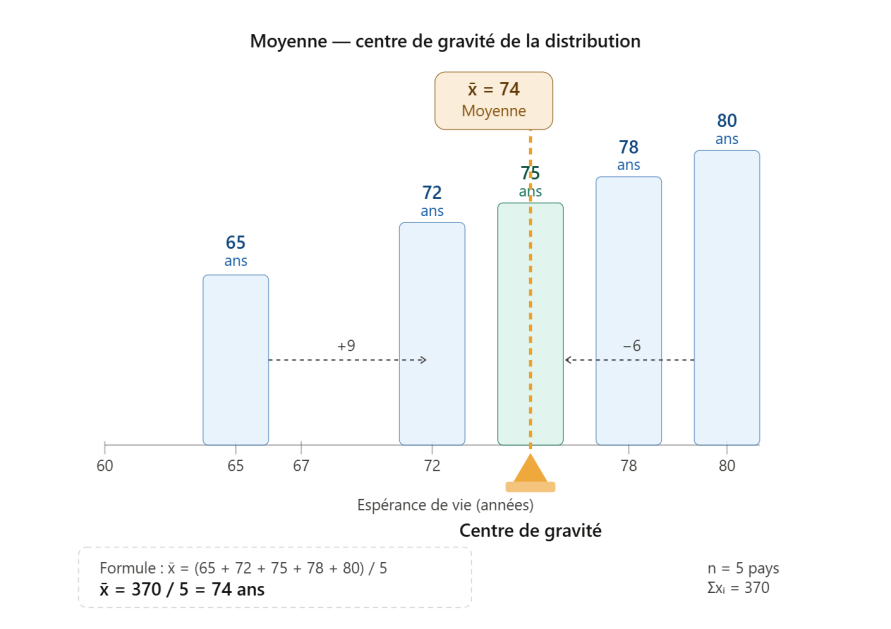 Moyenne — centre de gravité de la distribution
x̄ = 74
Moyenne
80
ans
78
ans
75
ans
72
ans
65
ans
+9
−6
60
65
67
72
78
80
Espérance de vie (années)
Centre de gravité
Formule : x̄ = (65 + 72 + 75 + 78 + 80) / 5
x̄ = 370 / 5 = 74 ans
n = 5 pays
Σxᵢ = 370